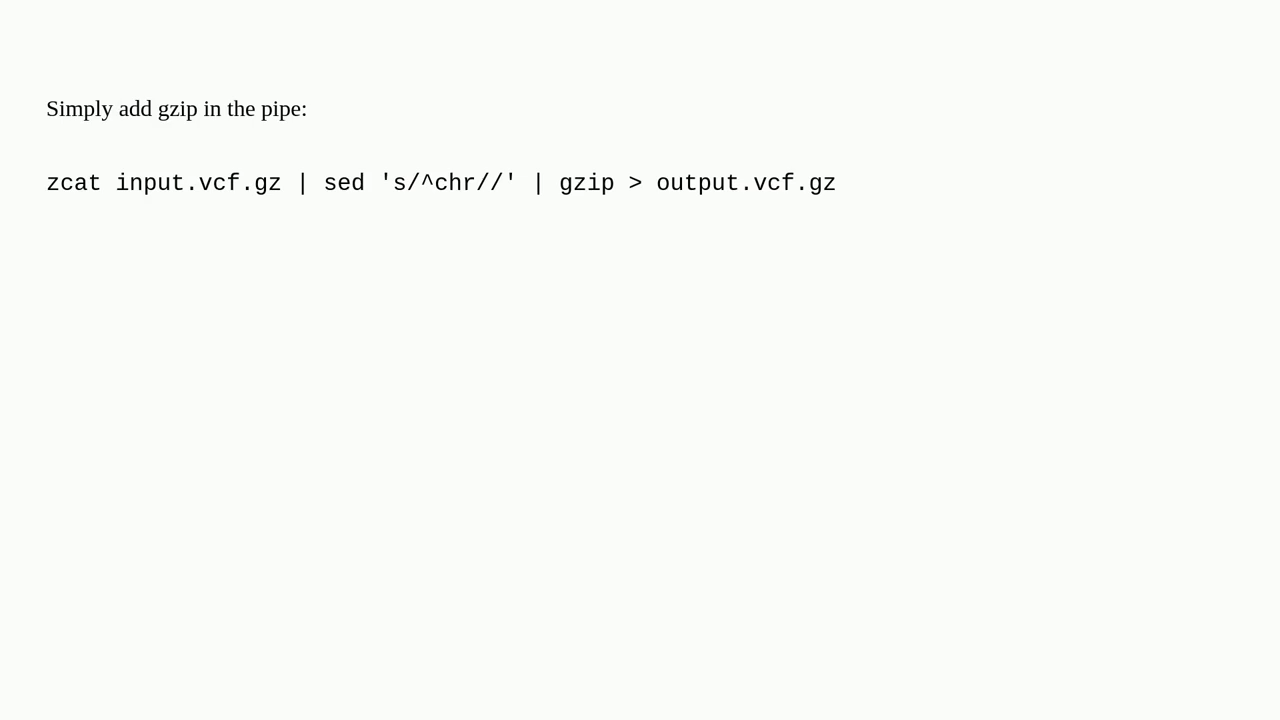 Simply add gzip in the pipe:
zcat input.vcf.gz | sed 's/^chr//' | gzip > output.vcf.gz